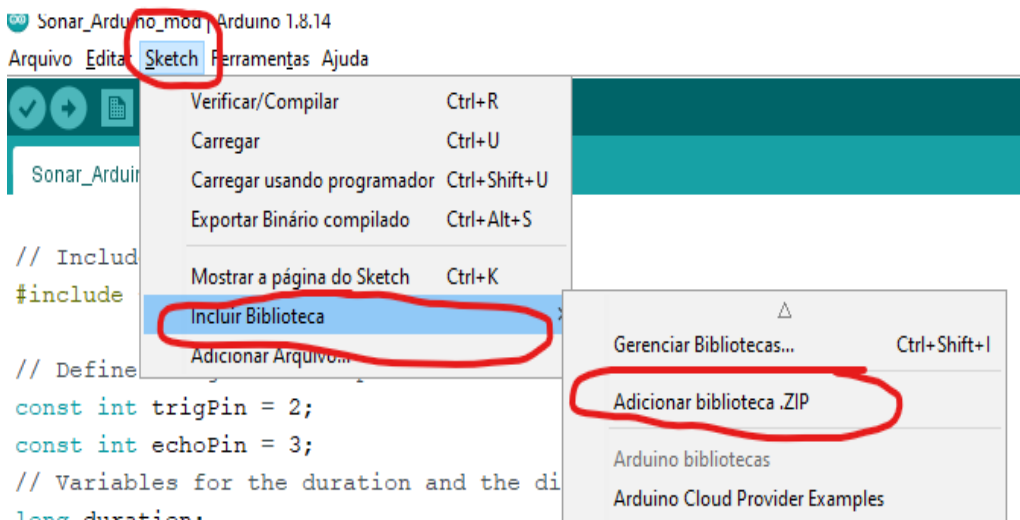 Sonar_Arduino_mod | Arduino 1.8.14
Arquivo Editar Sketch Ferramentas Ajuda
Verificar/Compilar Ctrl+R
Carregar Ctrl+U
Carregar usando programador Ctrl+Shift+U
Exportar Binário compilado Ctrl+Alt+S
Mostrar a página do Sketch Ctrl+K
Incluir Biblioteca
Adicionar Arquivo...
Gerenciar Bibliotecas... Ctrl+Shift+I
Adicionar biblioteca .ZIP
Arduino bibliotecas
Arduino Cloud Provider Examples
Sonar_Arduin
// Includ
#include
// Define
const int trigPin = 2;
const int echoPin = 3;
// Variables for the duration and the di
long duration;